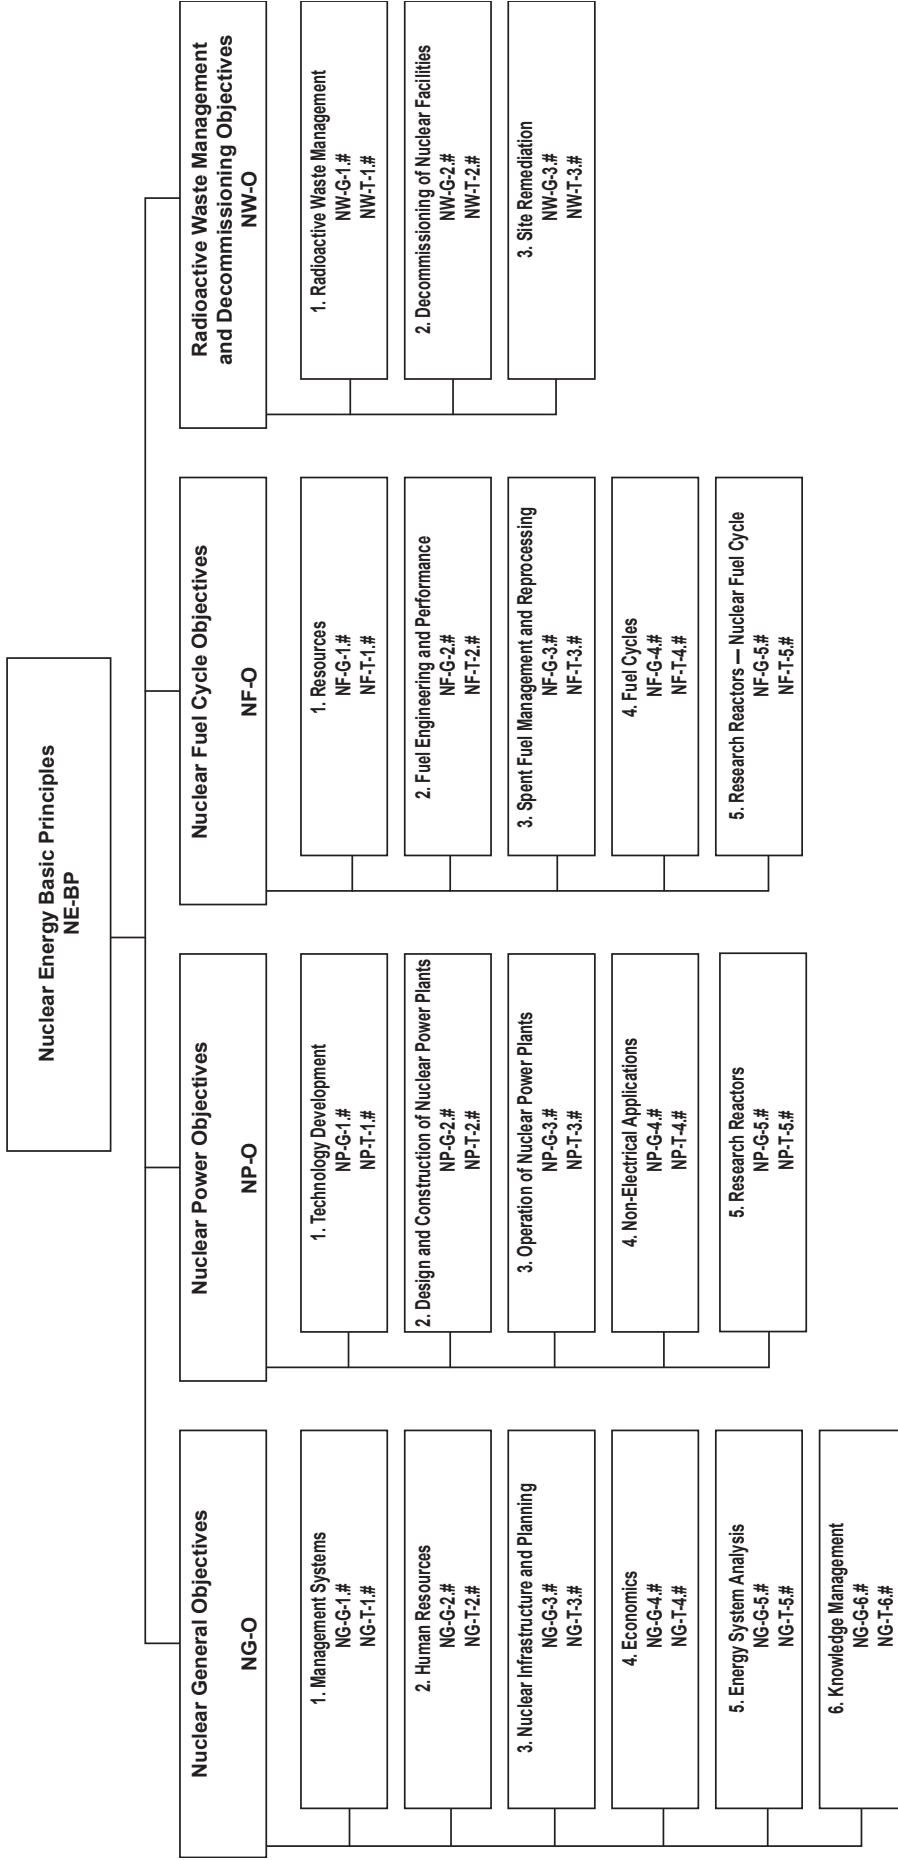 Nuclear Energy Basic Principles
NE-BP
Nuclear General Objectives
NG-O
1. Management Systems
NG-G-1.#
NG-T-1.#
2. Human Resources
NG-G-2.#
NG-T-2.#
3. Nuclear Infrastructure and Planning
NG-G-3.#
NG-T-3.#
4. Economics
NG-G-4.#
NG-T-4.#
5. Energy System Analysis
NG-G-5.#
NG-T-5.#
6. Knowledge Management
NG-G-6.#
NG-T-6.#
Nuclear Power Objectives
NP-O
1. Technology Development
NP-G-1.#
NP-T-1.#
2. Design and Construction of Nuclear Power Plants
NP-G-2.#
NP-T-2.#
3. Operation of Nuclear Power Plants
NP-G-3.#
NP-T-3.#
4. Non-Electrical Applications
NP-G-4.#
NP-T-4.#
5. Research Reactors
NP-G-5.#
NP-T-5.#
Nuclear Fuel Cycle Objectives
NF-O
1. Resources
NF-G-1.#
NF-T-1.#
2. Fuel Engineering and Performance
NF-G-2.#
NF-T-2.#
3. Spent Fuel Management and Reprocessing
NF-G-3.#
NF-T-3.#
4. Fuel Cycles
NF-G-4.#
NF-T-4.#
5. Research Reactors — Nuclear Fuel Cycle
NF-G-5.#
NF-T-5.#
Radioactive Waste Management
and Decommissioning Objectives
NW-O
1. Radioactive Waste Management
NW-G-1.#
NW-T-1.#
2. Decommissioning of Nuclear Facilities
NW-G-2.#
NW-T-2.#
3. Site Remediation
NW-G-3.#
NW-T-3.#